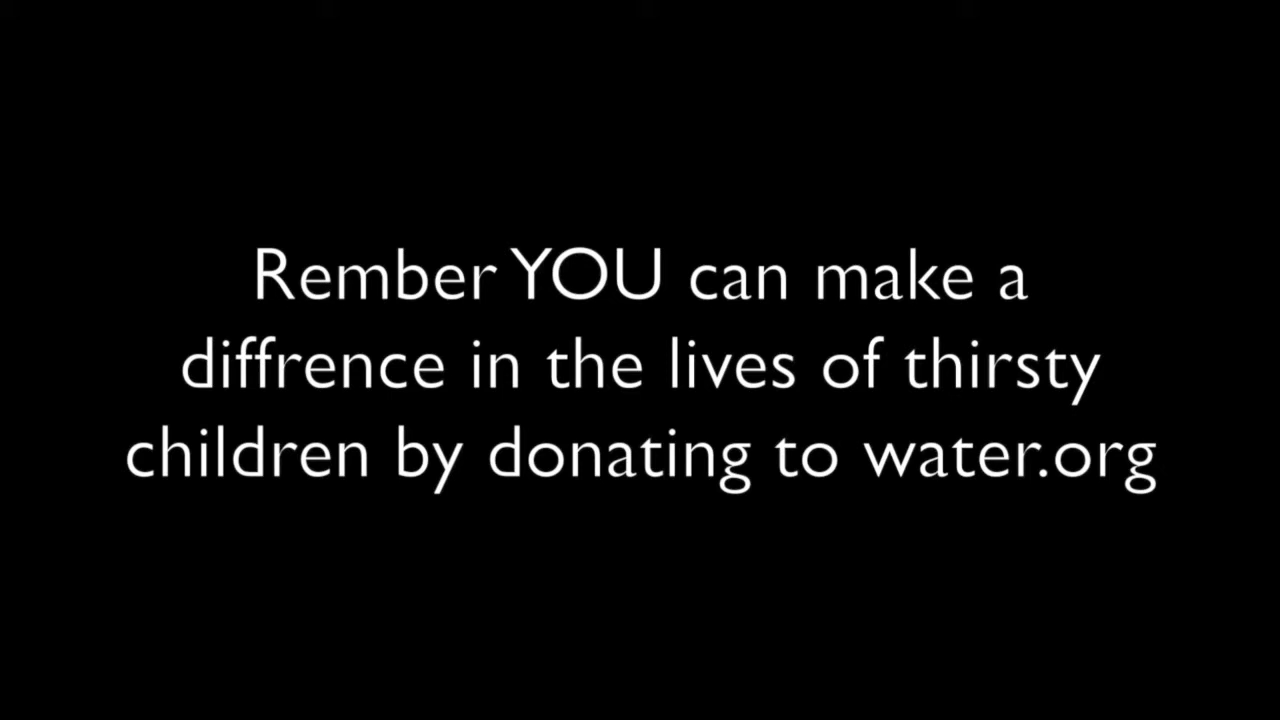 Rember YOU can make a
diffrence in the lives of thirsty
children by donating to water.org